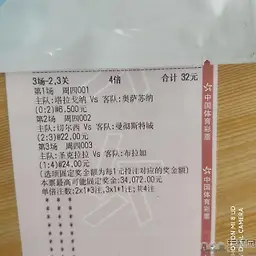 3场-2,3关 4倍 合计 32元
第1场 周四001
主队:塔拉戈纳 Vs 客队:奥萨苏纳
(0:2)@6.500元
第2场 周四002
主队:切尔西 Vs 客队:曼彻斯特城
(2:3)@22.00元
第3场 周四003
主队:圣克拉拉 Vs 客队:布拉加
(1:4)@24.00元
(选项固定奖金额为每1元投注对应的奖金额)
本票最高可能固定奖金:34,072.00元
单倍注数:2x1*3注,3x1*1注;共4注
中国体育彩票
中国体育彩票